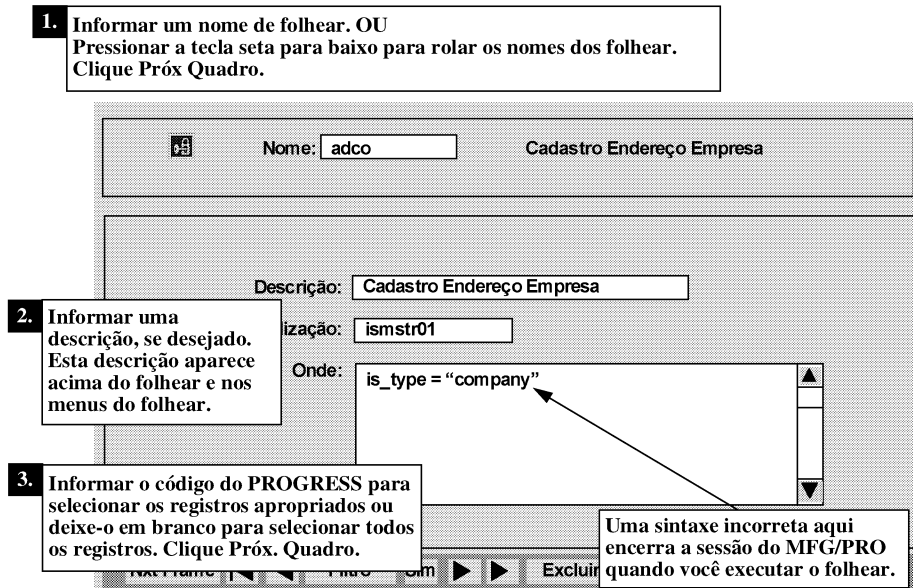 1.
Informar um nome de folhear. OU
Pressionar a tecla seta para baixo para rolar os nomes dos folhear.
Clique Próx Quadro.
Nome: adco Cadastro Endereço Empresa
Descrição: Cadastro Endereço Empresa
lização: ismstr01
Onde: is_type = “company”
2.
Informar uma
descrição, se desejado.
Esta descrição aparece
acima do folhear e nos
menus do folhear.
3.
Informar o código do PROGRESS para
selecionar os registros apropriados ou
deixe-o em branco para selecionar todos
os registros. Clique Próx. Quadro.
Uma sintaxe incorreta aqui
encerra a sessão do MFG/PRO
quando você executar o folhear.
Nxt Frame Filtro Sim Excluir